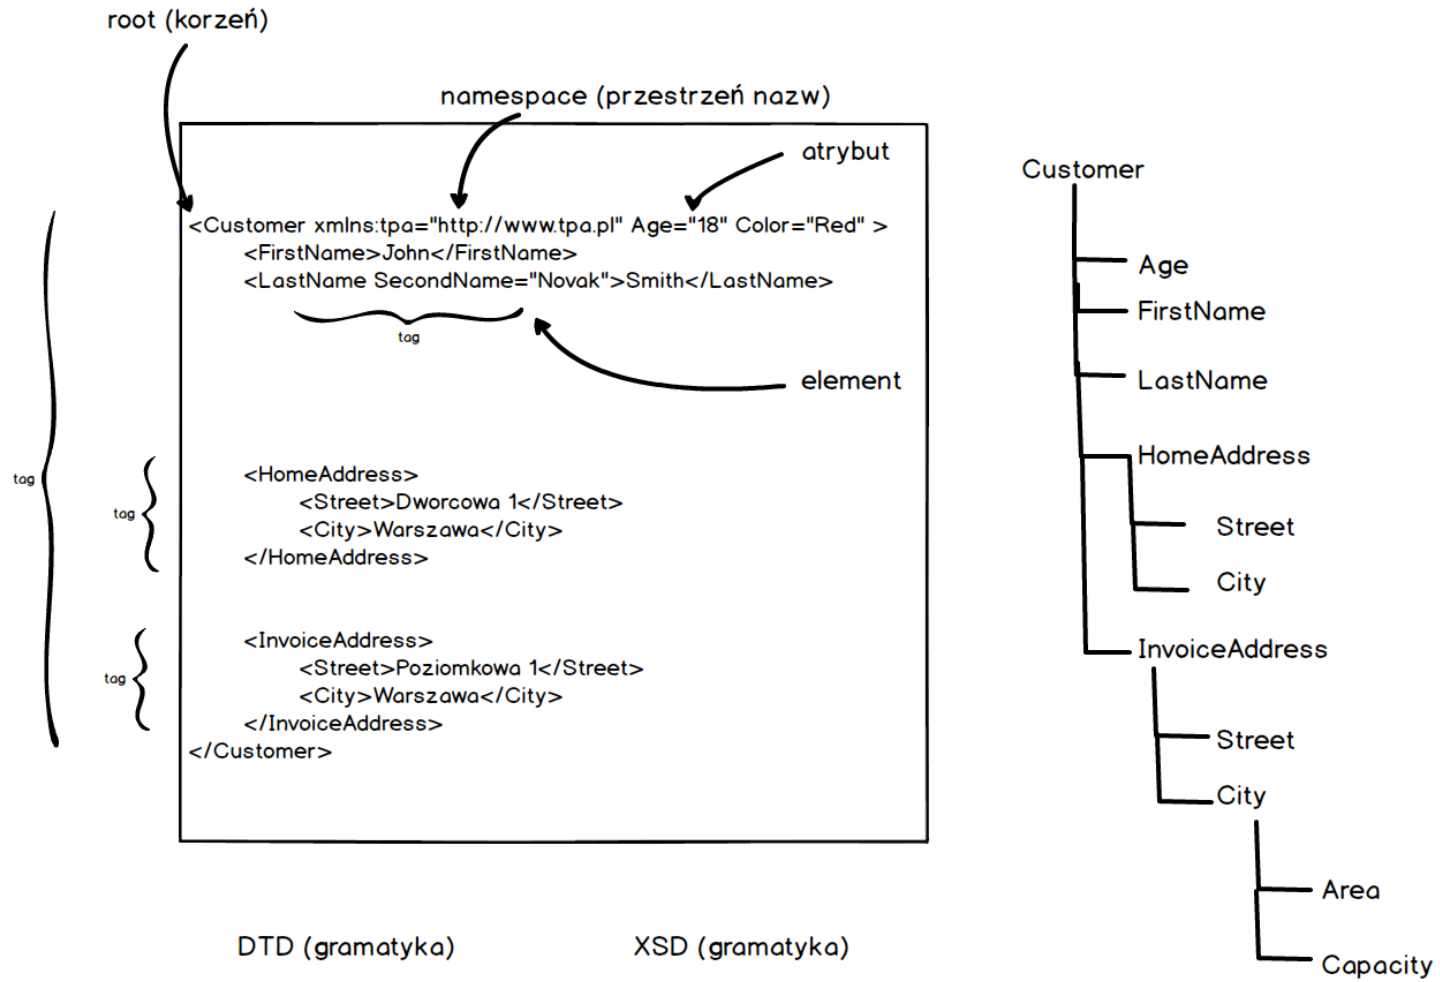 root (korzeń)
namespace (przestrzeń nazw)
atrybut
<Customer xmlns:tpa="http://www.tpa.pl" Age="18" Color="Red" >
<FirstName>John</FirstName>
<LastName SecondName="Novak">Smith</LastName>
tag
element
tag
<HomeAddress>
<Street>Dworcowa 1</Street>
<City>Warszawa</City>
</HomeAddress>
tag
<InvoiceAddress>
<Street>Poziomkowa 1</Street>
<City>Warszawa</City>
</InvoiceAddress>
tag
</Customer>
DTD (gramatyka)
XSD (gramatyka)
Customer
Age
FirstName
LastName
HomeAddress
Street
City
InvoiceAddress
Street
City
Area
Capacity